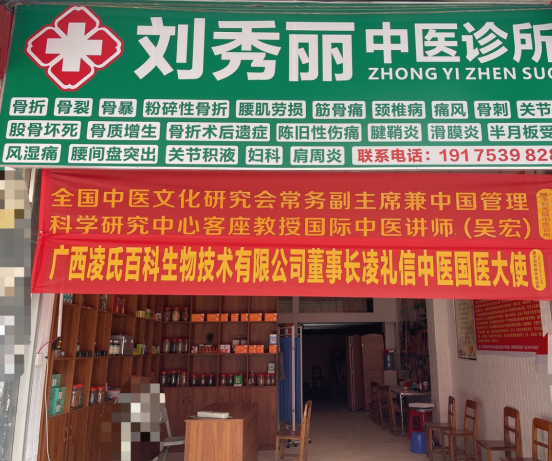 刘秀丽中医诊所
ZHONG YI ZHEN SUO
骨折 骨裂 骨暴 粉碎性骨折 腰肌劳损 筋骨痛 颈椎病 痛风 骨刺 关节
股骨坏死 骨质增生 骨折术后遗症 陈旧性伤痛 腱鞘炎 滑膜炎 半月板受
风湿痛 腰间盘突出 关节积液 妇科 肩周炎 联系电话：191 7539 828
全国中医文化研究会常务副主席兼中国管理
科学研究中心客座教授国际中医讲师（吴宏）
广西凌氏百科生物技术有限公司董事长凌礼信中医国医大使